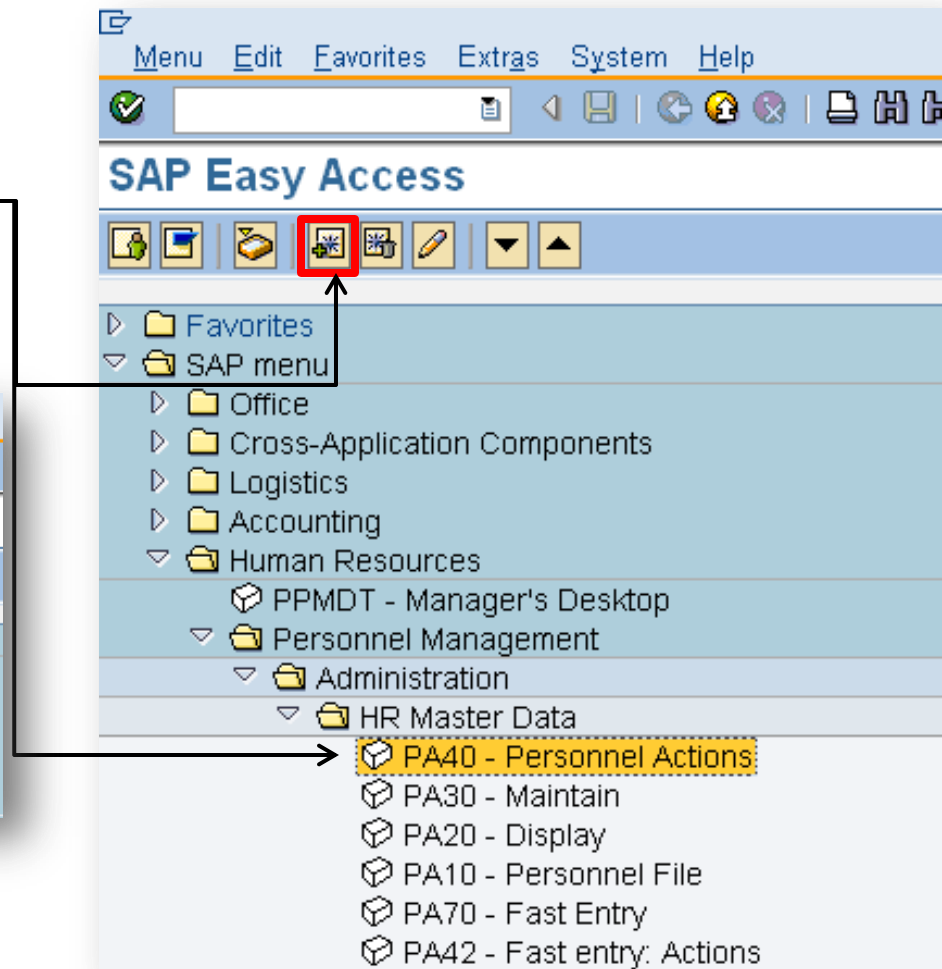 Menu Edit Favorites Extras System Help
SAP Easy Access
Favorites
SAP menu
Office
Cross-Application Components
Logistics
Accounting
Human Resources
PPMDT - Manager's Desktop
Personnel Management
Administration
HR Master Data
PA40 - Personnel Actions
PA30 - Maintain
PA20 - Display
PA10 - Personnel File
PA70 - Fast Entry
PA42 - Fast entry: Actions